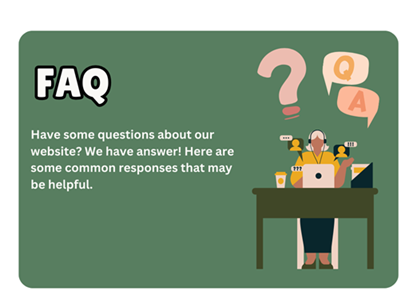 FAQ
Have some questions about our
website? We have answer! Here are
some common responses that may
be helpful.
Q
A